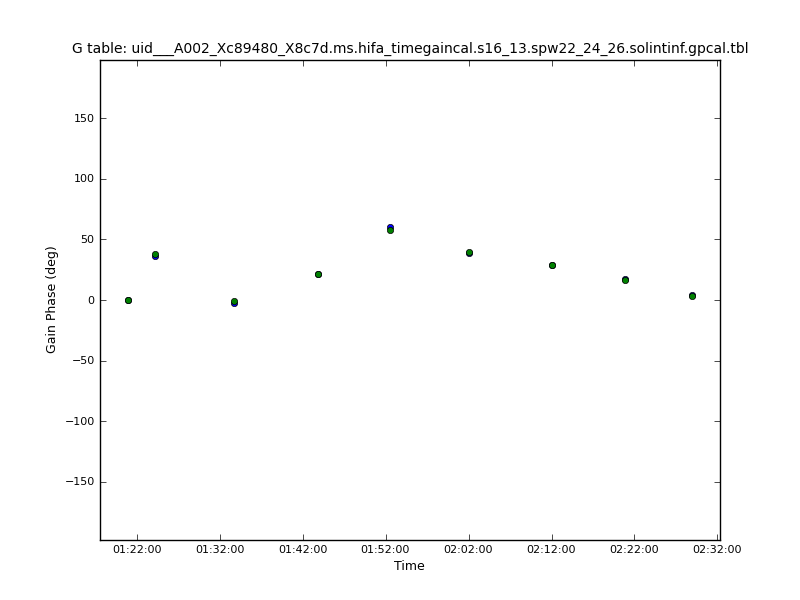 G table: uid___A002_Xc89480_X8c7d.ms.hifa_timegaincal.s16_13.spw22_24_26.solintinf.gpcal.tbl
150
100
50
0
−50
−100
−150
Gain Phase (deg)
01:22:00 01:32:00 01:42:00 01:52:00 02:02:00 02:12:00 02:22:00 02:32:00
Time